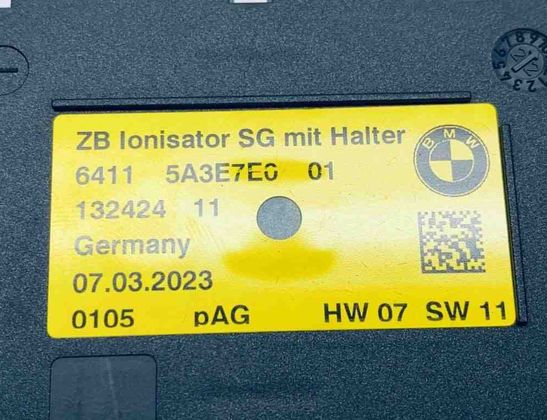 ZB Ionisator SG mit Halter
6411 5A3E7E0 01
132424 11
Germany
07.03.2023
0105 pAG HW 07 SW 11
BMW